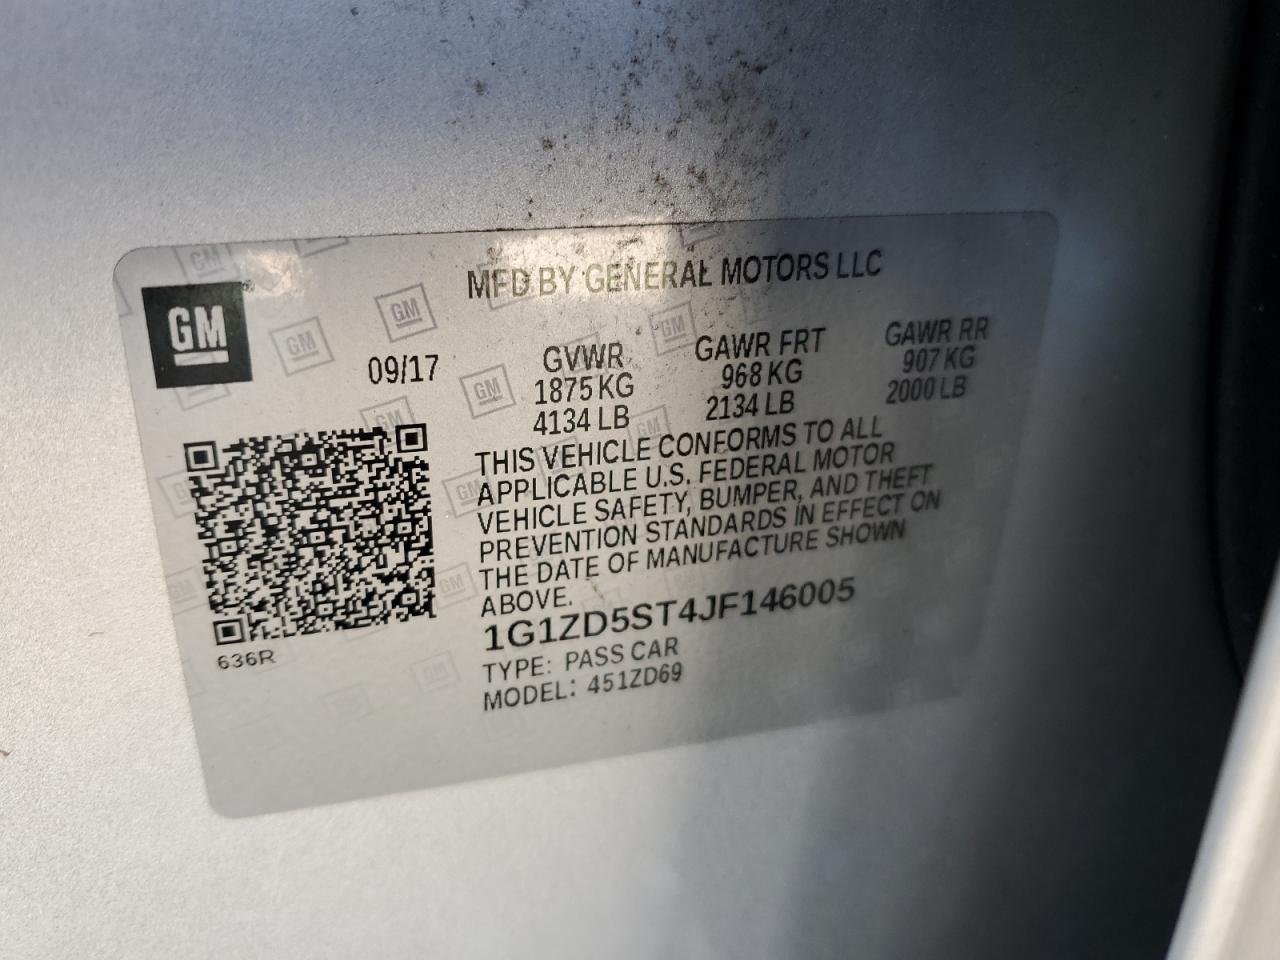 GM
MFD BY GENERAL MOTORS LLC
09/17
GVWR GAWR FRT GAWR RR
1875 KG 968 KG 907 KG
4134 LB 2134 LB 2000 LB
THIS VEHICLE CONFORMS TO ALL
APPLICABLE U.S. FEDERAL MOTOR
VEHICLE SAFETY, BUMPER, AND THEFT
PREVENTION STANDARDS IN EFFECT ON
THE DATE OF MANUFACTURE SHOWN
ABOVE.
1G1ZD5ST4JF146005
TYPE: PASS CAR
MODEL: 451ZD69
636R